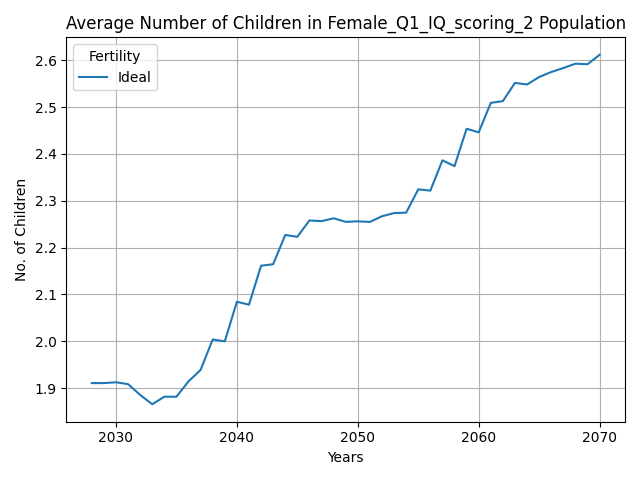 Average Number of Children in Female_Q1_IQ_scoring_2 Population
Fertility
Ideal
No. of Children
2.6
2.5
2.4
2.3
2.2
2.1
2.0
1.9
2030 2040 2050 2060 2070
Years